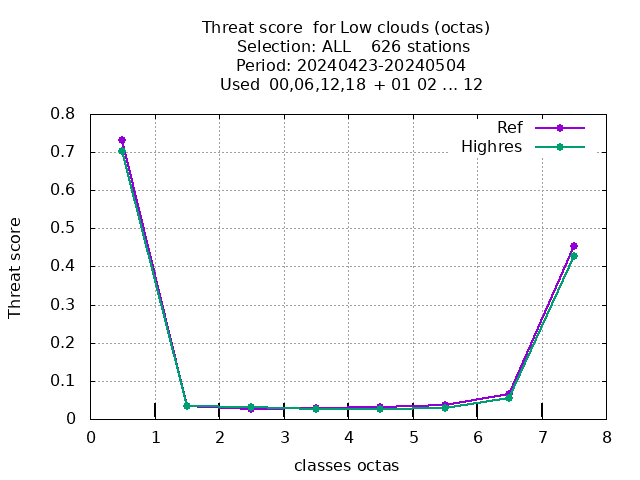 Threat score  for Low clouds (octas)
Selection: ALL    626 stations
Period: 20240423-20240504
Used  00,06,12,18  + 01 02 ... 12
Ref
Highres
0.8
0.7
0.6
0.5
0.4
0.3
0.2
0.1
0
Threat score
0 1 2 3 4 5 6 7 8
classes octas